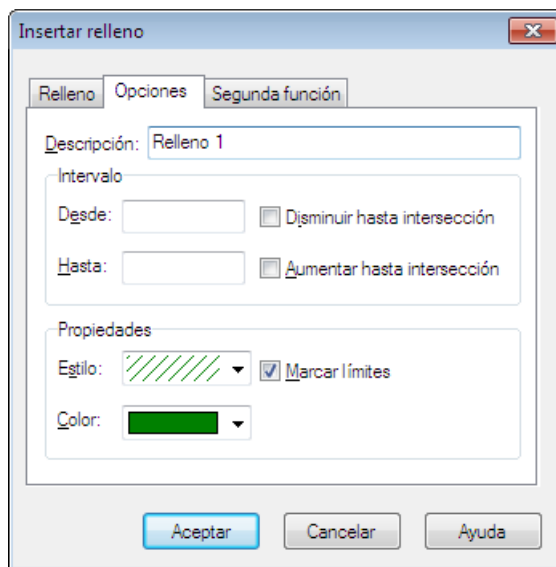 Insertar relleno
Relleno Opciones Segunda función
Descripción: Relleno 1
Intervalo
Desde: Disminuir hasta intersección
Hasta: Aumentar hasta intersección
Propiedades
Estilo: Marcar límites
Color:
Aceptar Cancelar Ayuda